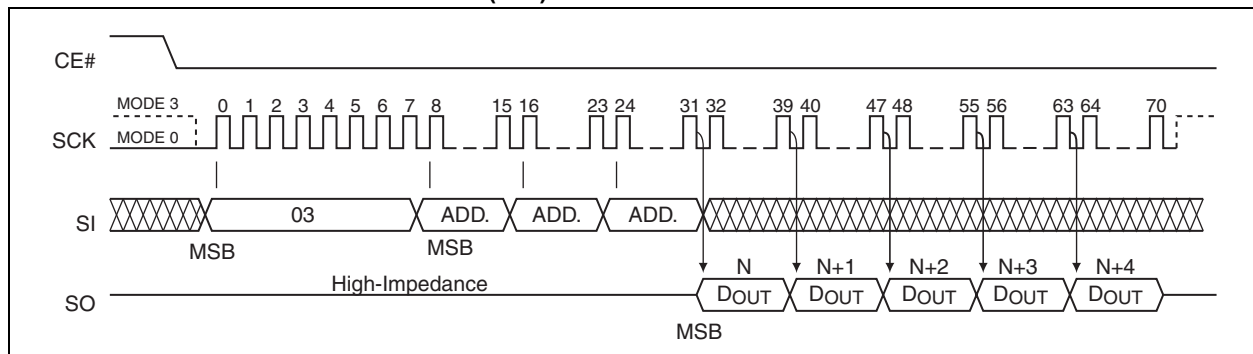 CE#
MODE 3
0 1 2 3 4 5 6 7 8 15 16 23 24 31 32 39 40 47 48 55 56 63 64 70
SCK
MODE 0
SI
03
ADD.
ADD.
ADD.
MSB
MSB
N
N+1
N+2
N+3
N+4
High-Impedance
SO
DOUT
DOUT
DOUT
DOUT
DOUT
MSB